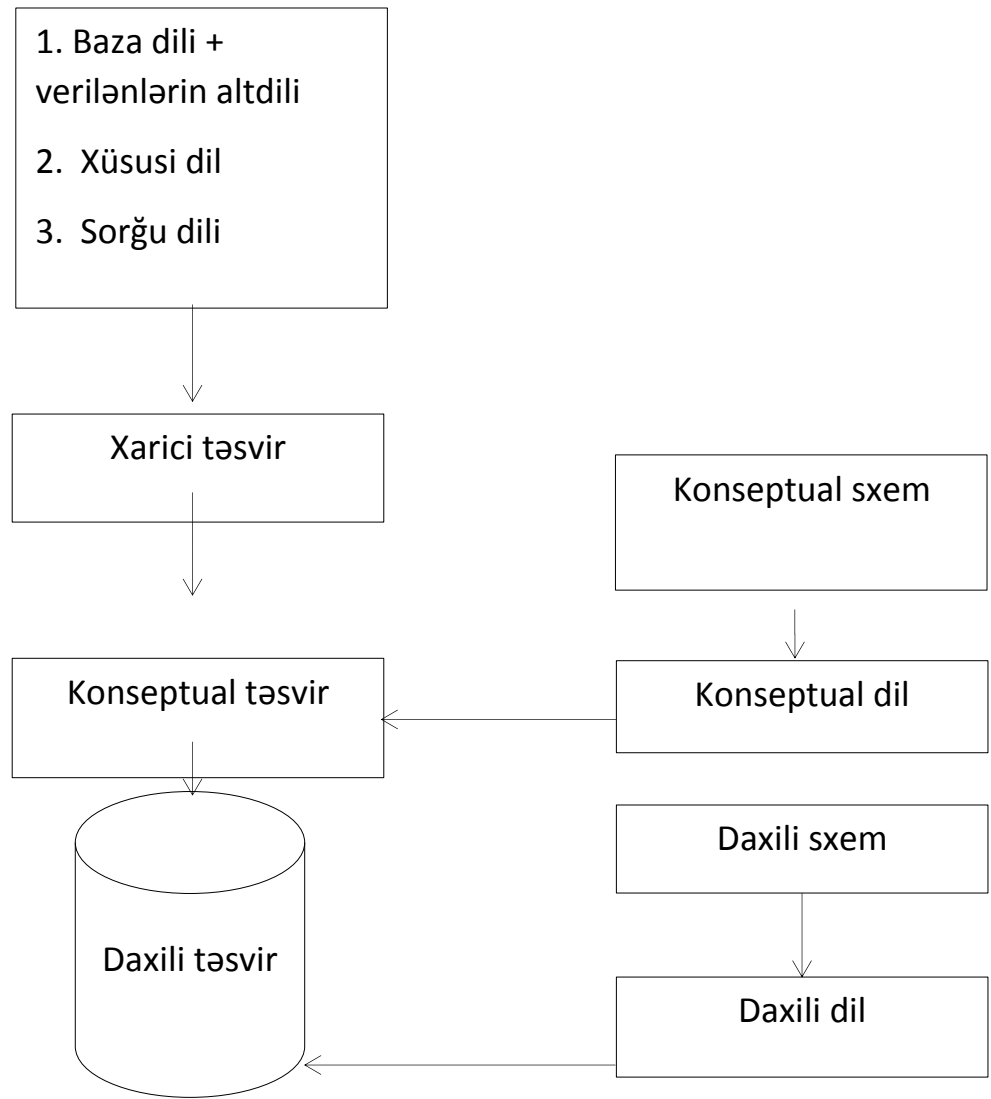 1. Baza dili +
verilənlərin altdili
2. Xüsusi dil
3. Sorğu dili
Xarici təsvir
Konseptual sxem
Konseptual təsvir
Konseptual dil
Daxili sxem
Daxili təsvir
Daxili dil